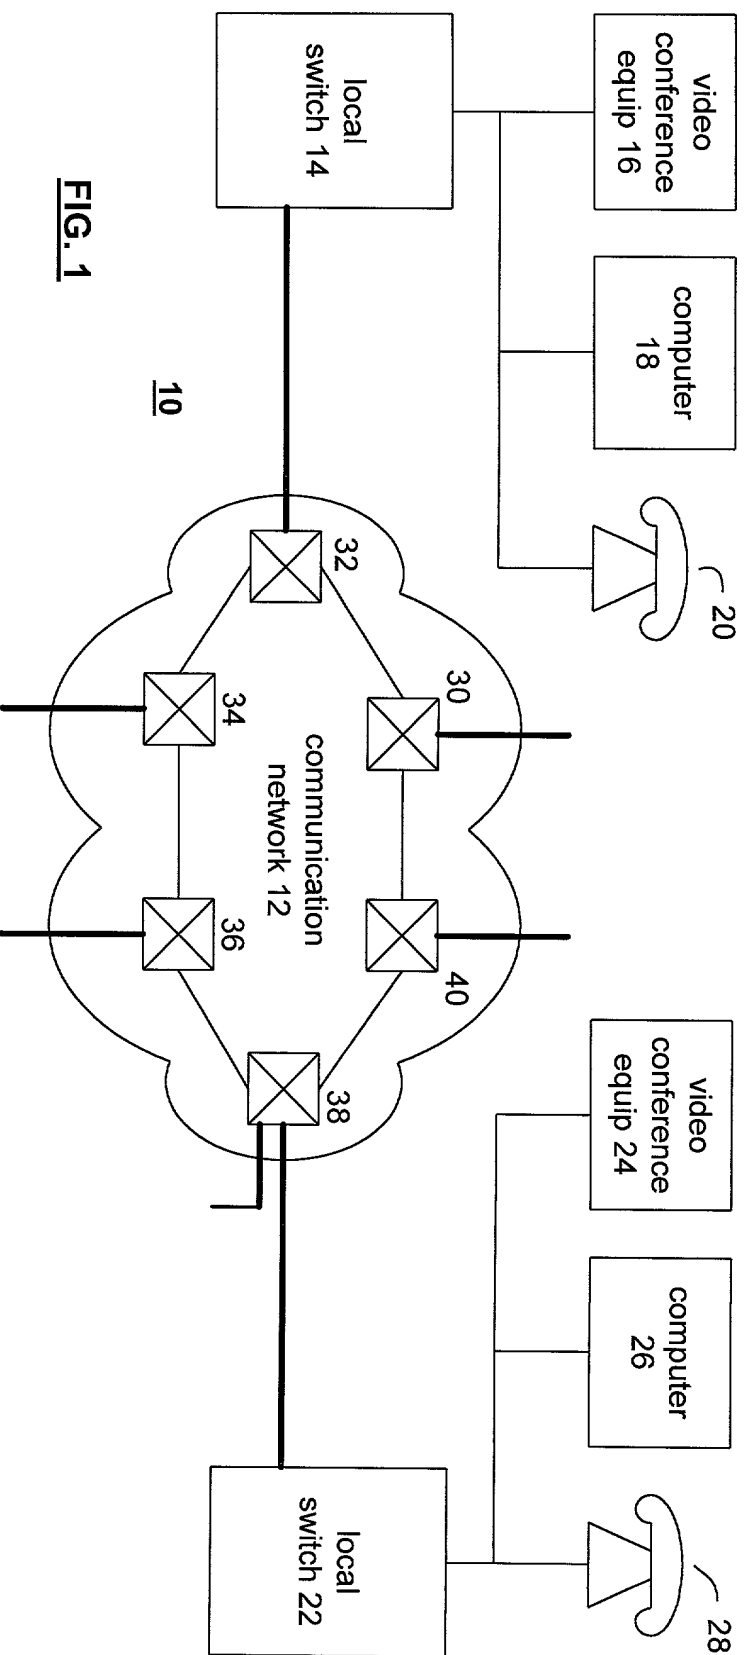 video
conference
equip 16
computer
18
20
video
conference
equip 24
computer
26
28
local
switch 14
32
30
34
communication
network 12
40
36
38
local
switch 22
10
FIG. 1